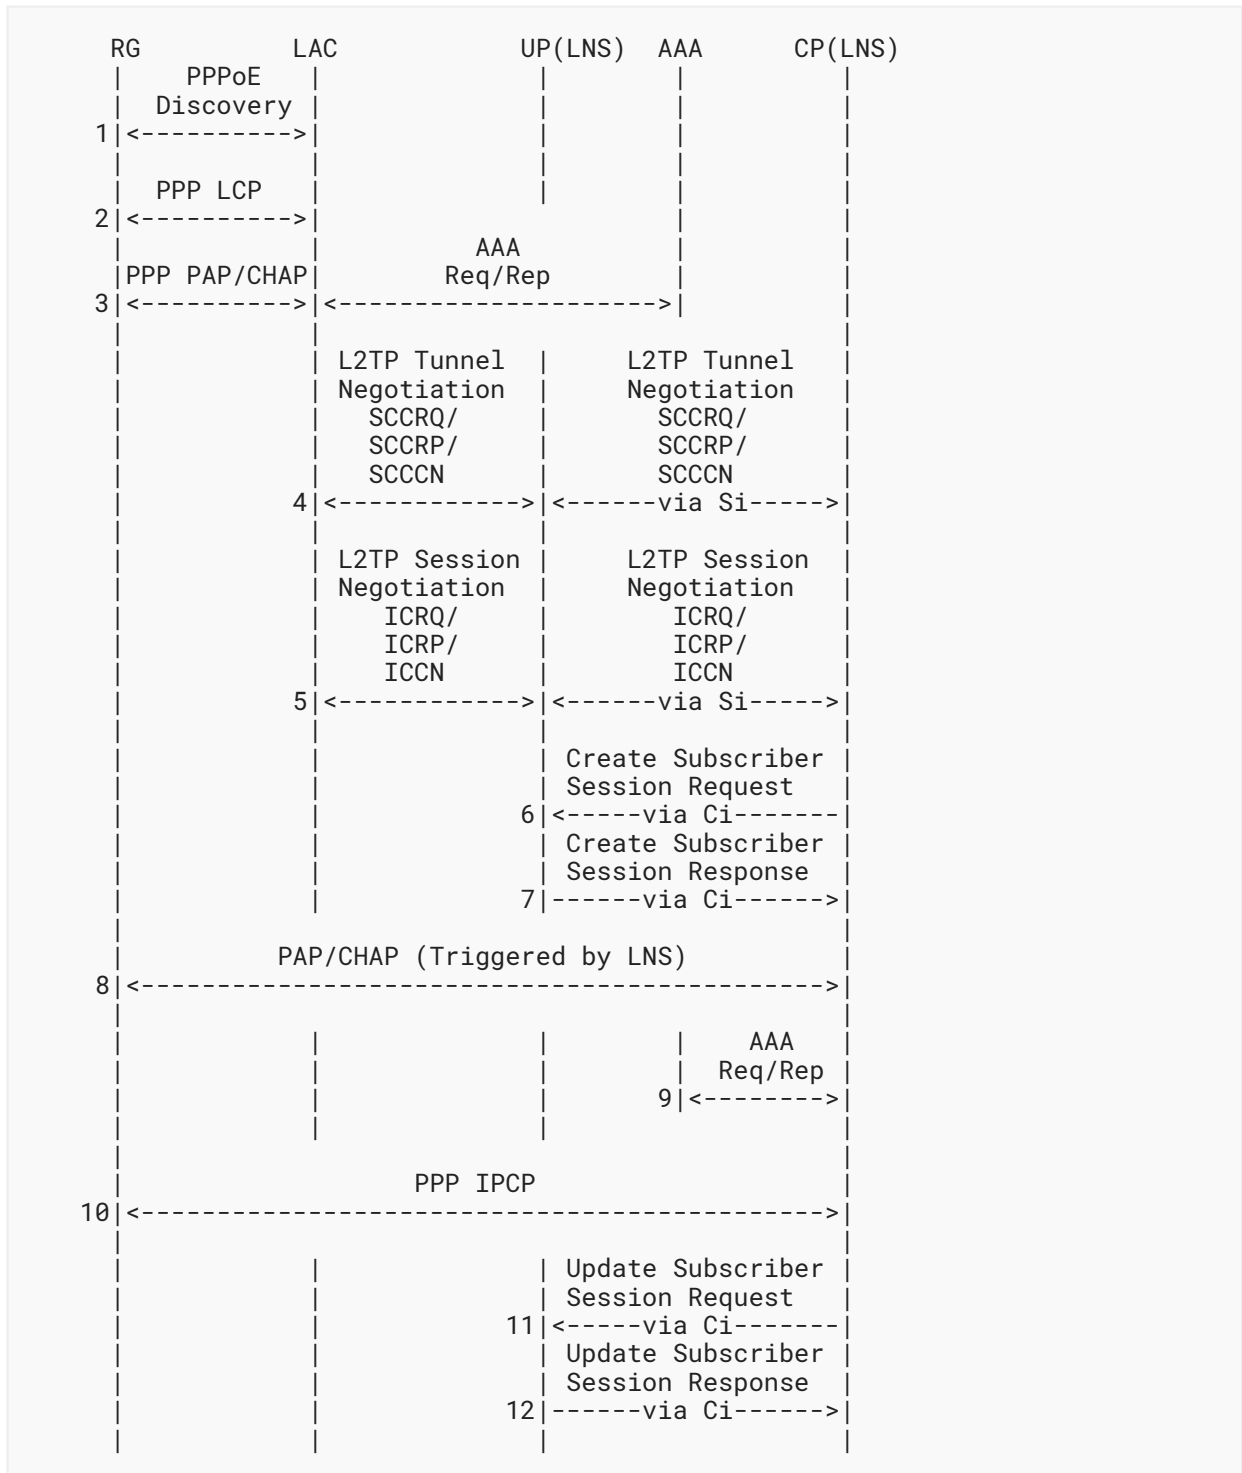 RG LAC UP(LNS) AAA CP(LNS)
| PPPoE | | | |
| Discovery | | | |
1|<---------->| | | |
| | | | |
| PPP LCP | | | |
2|<---------->| | |
| | AAA | |
|PPP PAP/CHAP| Req/Rep | |
3|<---------->|<--------------------->| |
| | |
| | L2TP Tunnel | L2TP Tunnel |
| | Negotiation | Negotiation |
| | SCCRQ/ | SCCRQ/ |
| | SCCRP/ | SCCRP/ |
| | SCCCN | SCCCN |
| 4|<------------>|<------via Si----->|
| | | |
| | L2TP Session | L2TP Session |
| | Negotiation | Negotiation |
| | ICRQ/ | ICRQ/ |
| | ICRP/ | ICRP/ |
| | ICCN | ICCN |
| 5|<------------>|<------via Si----->|
| | | |
| | | Create Subscriber |
| | | Session Request |
| | 6|<-----via Ci-------|
| | | Create Subscriber |
| | | Session Response |
| | 7|------via Ci------>|
| |
| PAP/CHAP (Triggered by LNS) |
8|<--------------------------------------------->|
| |
| | | | AAA |
| | | | Req/Rep |
| | | 9|<-------->|
| | | |
| |
| PPP IPCP |
10|<--------------------------------------------->|
| |
| | | Update Subscriber |
| | | Session Request |
| | 11|<-----via Ci-------|
| | | Update Subscriber |
| | | Session Response |
| | 12|------via Ci------>|
| | | |